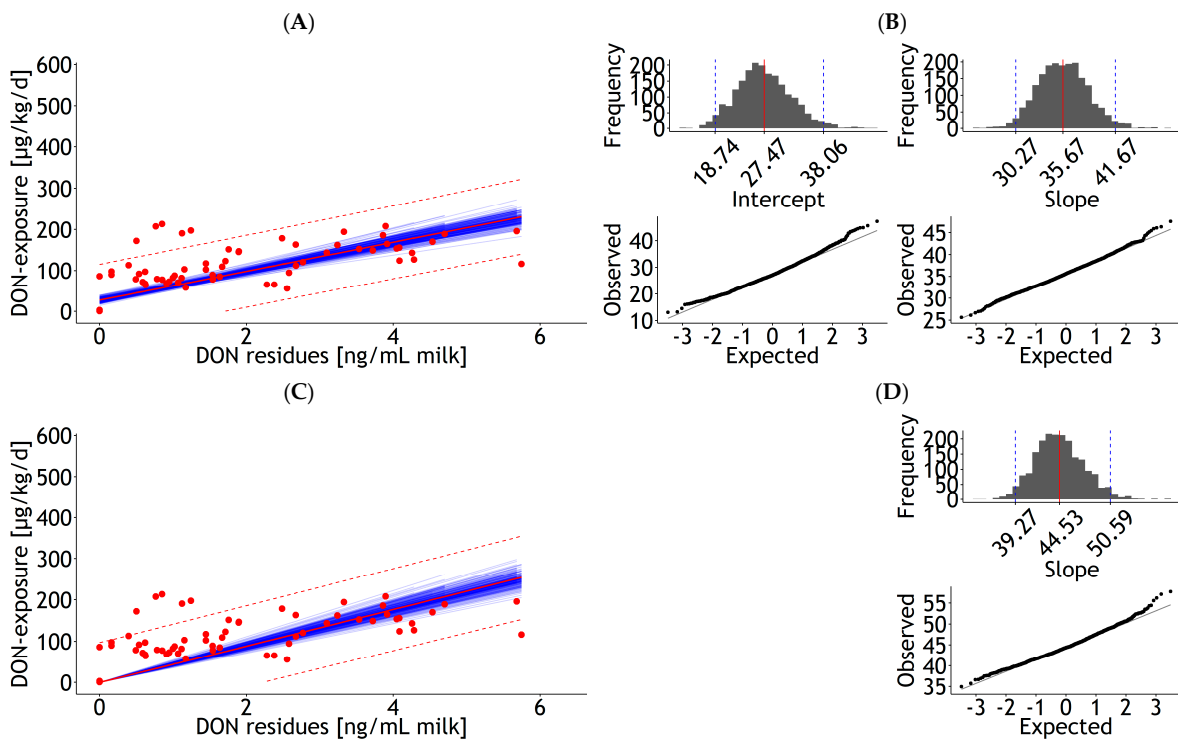 (A)
(B)
DON-exposure [µg/kg/d]
600
500
400
300
200
100
0
0
2
4
6
DON residues [ng/mL milk]
Frequency
200
150
100
50
0
18.74
27.47
38.06
Intercept
Frequency
200
150
100
50
0
30.27
35.67
41.67
Slope
Observed
40
30
20
10
-3 -2 -1 0 1 2 3
Expected
Observed
45
40
35
30
25
-3 -2 -1 0 1 2 3
Expected
(C)
(D)
DON-exposure [µg/kg/d]
600
500
400
300
200
100
0
0
2
4
6
DON residues [ng/mL milk]
Frequency
200
150
100
50
0
39.27
44.53
50.59
Slope
Observed
55
50
45
40
35
-3 -2 -1 0 1 2 3
Expected